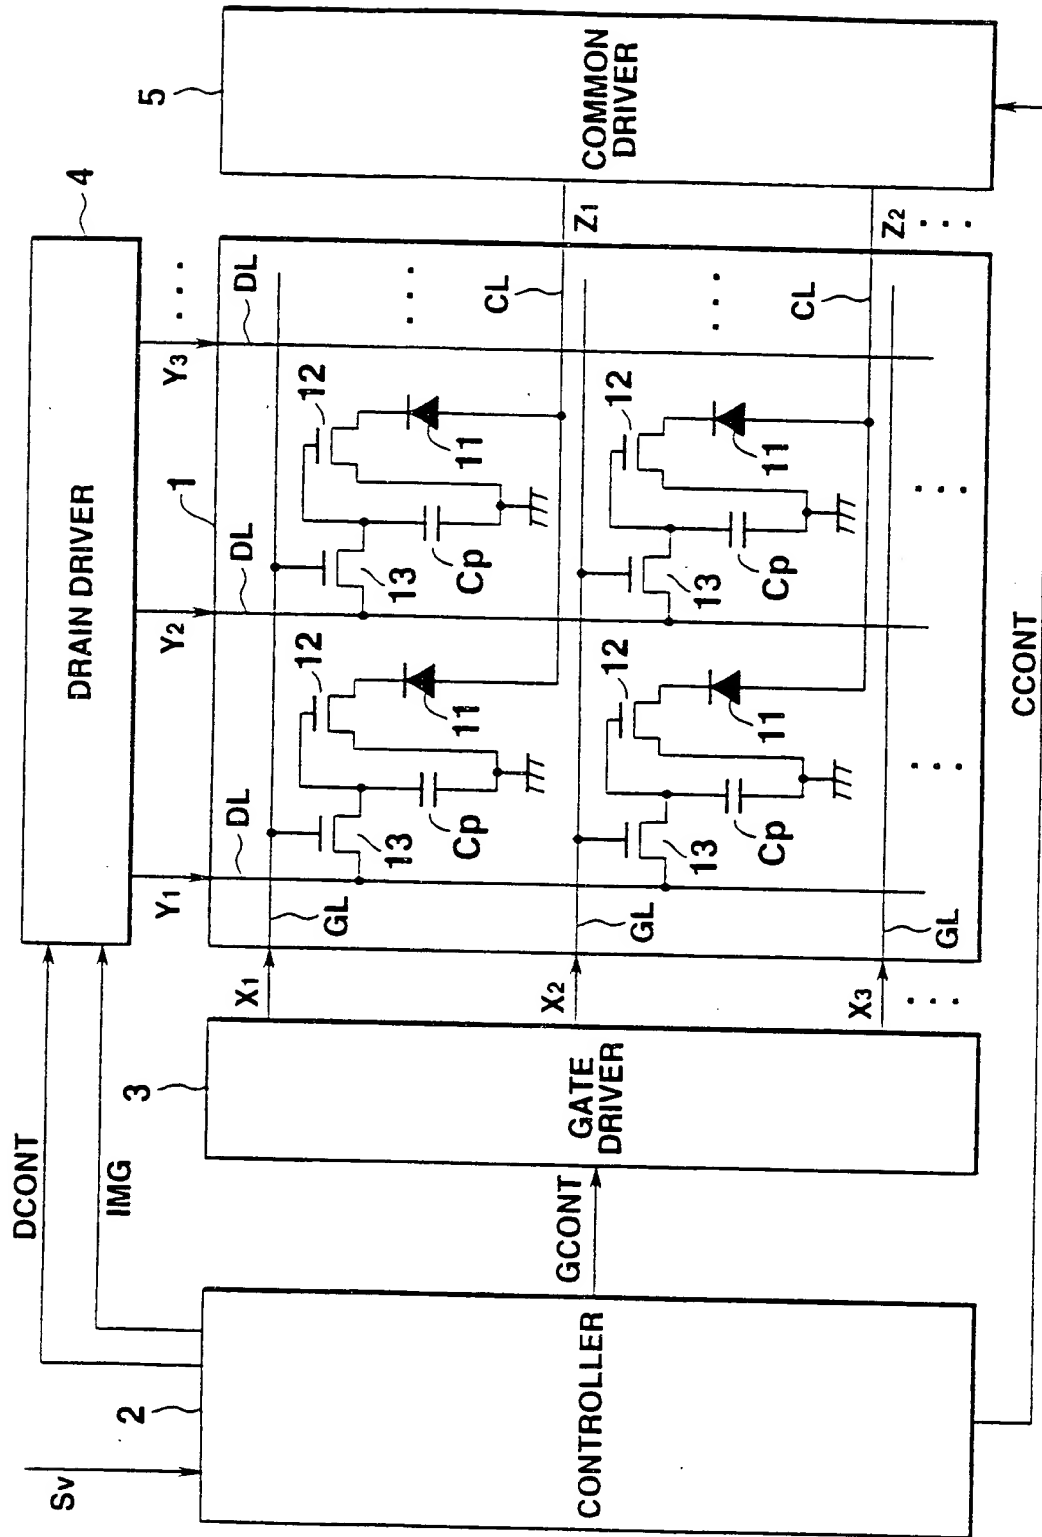 Sv
2
CONTROLLER
DCONT
IMG
GCONT
CCONT
3
GATE DRIVER
X1
X2
X3
...
4
DRAIN DRIVER
Y1
Y2
Y3
...
1
DL
DL
DL
GL
13
Cp
12
11
13
Cp
12
11
...
CL
Z1
GL
13
Cp
12
11
13
Cp
12
11
...
CL
Z2
...
GL
...
...
5
COMMON DRIVER